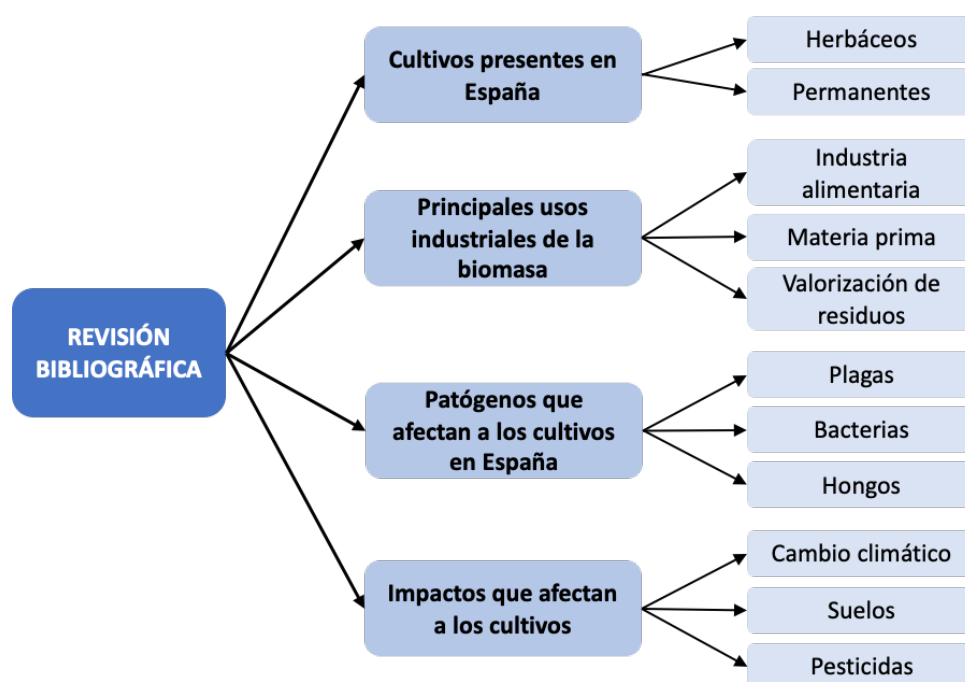 REVISIÓN
BIBLIOGRÁFICA
Cultivos presentes en
España
Herbáceos
Permanentes
Principales usos
industriales de la
biomasa
Industria
alimentaria
Materia prima
Valorización de
residuos
Patógenos que
afectan a los cultivos
en España
Plagas
Bacterias
Hongos
Impactos que afectan
a los cultivos
Cambio climático
Suelos
Pesticidas